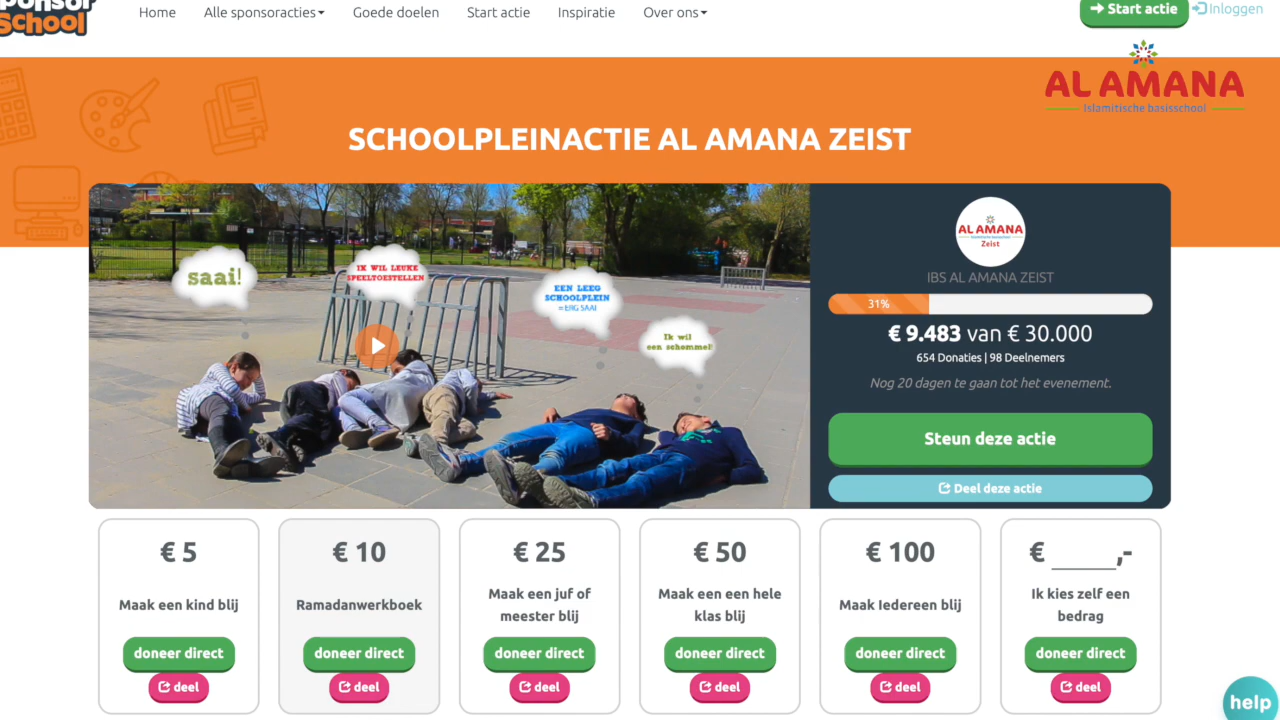 ponsor
School
Home
Alle sponsoracties
Goede doelen
Start actie
Inspiratie
Over ons
Start actie
Inloggen
AL AMANA
Islamitische basisschool
SCHOOLPLEINACTIE AL AMANA ZEIST
saai!
IK WIL LEUKE
SPEELTOESTELLEN
EEN LEEG
SCHOOLPLEIN
= ERG SAAI
Ik wil
een schommel!
AL AMANA
Zeist
IBS AL AMANA ZEIST
31%
€ 9.483 van € 30.000
654 Donaties | 98 Deelnemers
Nog 20 dagen te gaan tot het evenement.
Steun deze actie
Deel deze actie
€ 5
Maak een kind blij
doneer direct
deel
€ 10
Ramadanwerkboek
doneer direct
deel
€ 25
Maak een juf of
meester blij
doneer direct
deel
€ 50
Maak een een hele
klas blij
doneer direct
deel
€ 100
Maak Iedereen blij
doneer direct
deel
€ ______,-
Ik kies zelf een
bedrag
doneer direct
deel
help